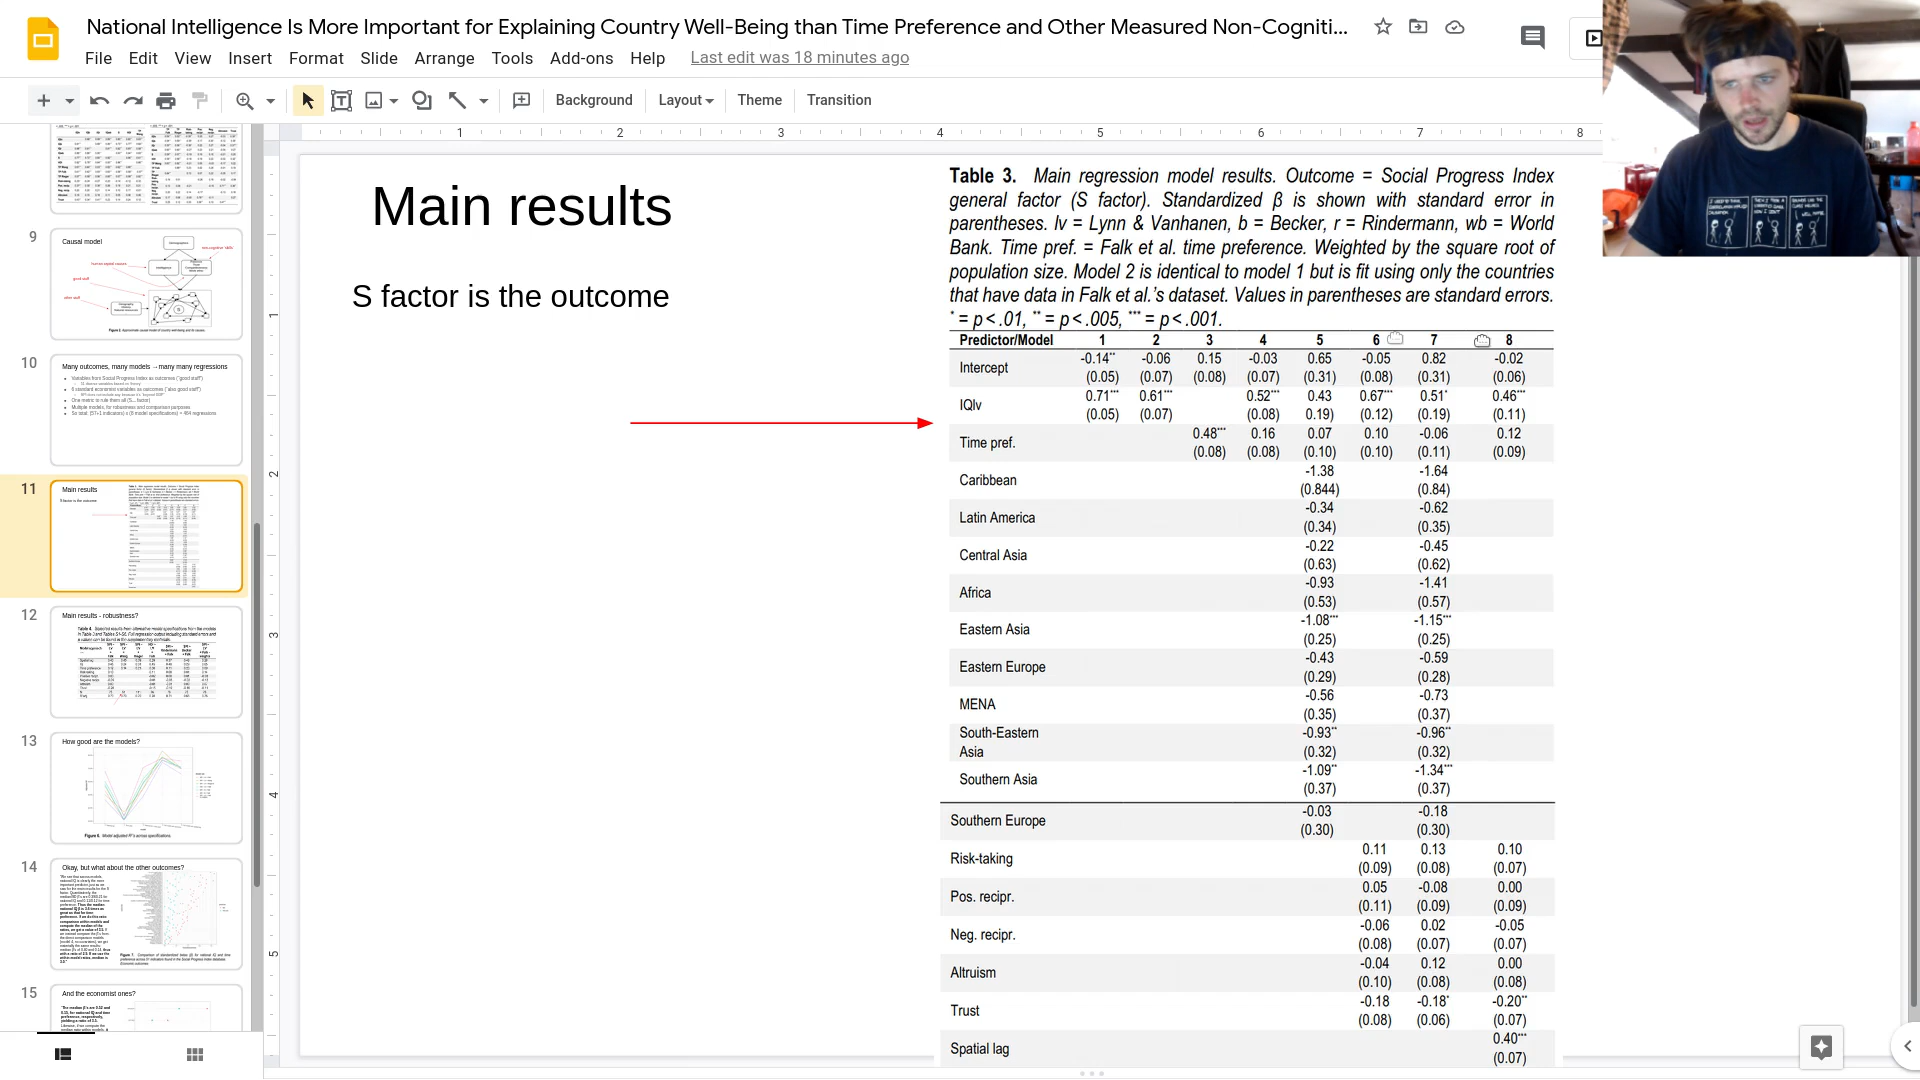 National Intelligence Is More Important for Explaining Country Well-Being than Time Preference and Other Measured Non-Cogniti...
File Edit View Insert Format Slide Arrange Tools Add-ons Help Last edit was 18 minutes ago
Background Layout Theme Transition
1 2 3 4 5 6 7 8
1
2
3
4
5
9
Causal model
10
Many outcomes, many models → many many regressions
11
Main results
S factor is the outcome
12
Main results - robustness?
13
How good are the models?
14
Okay, but what about the other outcomes?
15
And the economist ones?
Main results
S factor is the outcome
Table 3. Main regression model results. Outcome = Social Progress Index
general factor (S factor). Standardized β is shown with standard error in
parentheses. lv = Lynn & Vanhanen, b = Becker, r = Rindermann, wb = World
Bank. Time pref. = Falk et al. time preference. Weighted by the square root of
population size. Model 2 is identical to model 1 but is fit using only the countries
that have data in Falk et al.'s dataset. Values in parentheses are standard errors.
* = p < .01, ** = p < .005, *** = p < .001.
Predictor/Model 1 2 3 4 5 6 7 8
Intercept -0.14** -0.06 0.15 -0.03 0.65 -0.05 0.82 -0.02
(0.05) (0.07) (0.08) (0.07) (0.31) (0.08) (0.31) (0.06)
IQlv 0.71*** 0.61*** 0.52*** 0.43 0.67*** 0.51* 0.46***
(0.05) (0.07) (0.08) 0.19) (0.12) (0.19) (0.11)
Time pref. 0.48*** 0.16 0.07 0.10 -0.06 0.12
(0.08) (0.08) (0.10) (0.10) (0.11) (0.09)
Caribbean -1.38 -1.64
(0.844) (0.84)
Latin America -0.34 -0.62
(0.34) (0.35)
Central Asia -0.22 -0.45
(0.63) (0.62)
Africa -0.93 -1.41
(0.53) (0.57)
Eastern Asia -1.08*** -1.15***
(0.25) (0.25)
Eastern Europe -0.43 -0.59
(0.29) (0.28)
MENA -0.56 -0.73
(0.35) (0.37)
South-Eastern Asia -0.93** -0.96**
(0.32) (0.32)
Southern Asia -1.09** -1.34***
(0.37) (0.37)
Southern Europe -0.03 -0.18
(0.30) (0.30)
Risk-taking 0.11 0.13 0.10
(0.09) (0.08) (0.07)
Pos. recipr. 0.05 -0.08 0.00
(0.11) (0.09) (0.09)
Neg. recipr. -0.06 0.02 -0.05
(0.08) (0.07) (0.07)
Altruism -0.04 0.12 0.00
(0.10) (0.08) (0.08)
Trust -0.18 -0.18* -0.20**
(0.08) (0.06) (0.07)
Spatial lag 0.40***
(0.07)